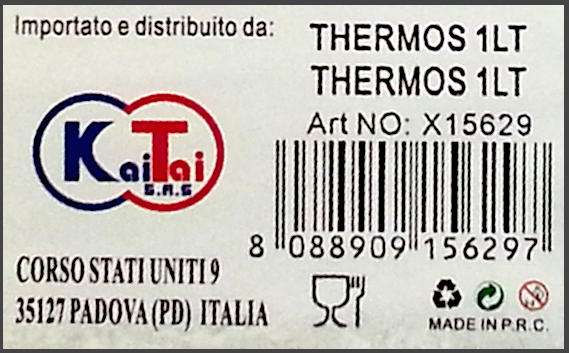 Importato e distribuito da:
THERMOS 1LT
THERMOS 1LT
Art NO: X15629
KaiTai
S.A.S
8 088909 156297
CORSO STATI UNITI 9
35127 PADOVA (PD) ITALIA
MADE IN P.R.C.